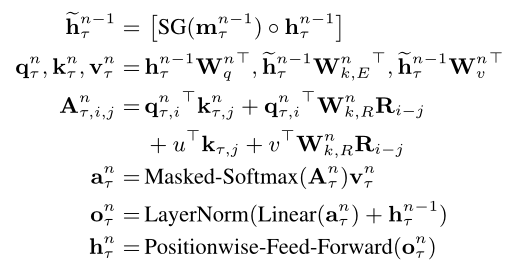 h̃_τ^{n−1} = [SG(m_τ^{n−1}) ∘ h_τ^{n−1}]
q_τ^n, k_τ^n, v_τ^n = h_τ^{n−1}W_q^{n⊤}, h̃_τ^{n−1}W_{k,E}^{n ⊤}, h̃_τ^{n−1}W_v^{n⊤}
A_{τ,i,j}^n = q_{τ,i}^{n ⊤}k_{τ,j}^n + q_{τ,i}^{n ⊤}W_{k,R}^nR_{i−j}
+ u^⊤k_{τ,j} + v^⊤W_{k,R}^nR_{i−j}
a_τ^n = Masked-Softmax(A_τ^n)v_τ^n
o_τ^n = LayerNorm(Linear(a_τ^n) + h_τ^{n−1})
h_τ^n = Positionwise-Feed-Forward(o_τ^n)